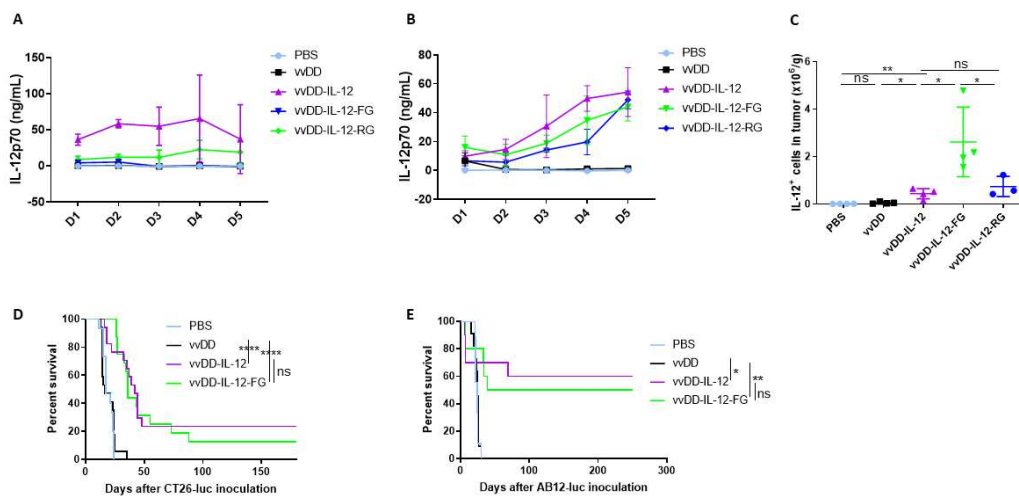 A
IL-12p70 (ng/mL)
150
100
50
0
-50
D1 D2 D3 D4 D5
PBS
vvDD
vvDD-IL-12
vvDD-IL-12-FG
vvDD-IL-12-RG
B
IL-12p70 (ng/mL)
80
60
40
20
0
-20
D1 D2 D3 D4 D5
PBS
vvDD
vvDD-IL-12
vvDD-IL-12-FG
vvDD-IL-12-RG
C
IL-12+ cells in tumor (x10⁶/g)
6
4
2
0
** ns
ns * * *
PBS
vvDD
vvDD-IL-12
vvDD-IL-12-FG
vvDD-IL-12-RG
D
Percent survival
100
80
60
40
20
0
0 50 100 150
Days after CT26-luc inoculation
PBS
vvDD
vvDD-IL-12
vvDD-IL-12-FG
****
****
ns
E
Percent survival
100
80
60
40
20
0
0 100 200 300
Days after AB12-luc inoculation
PBS
vvDD
vvDD-IL-12
vvDD-IL-12-FG
*
**
ns